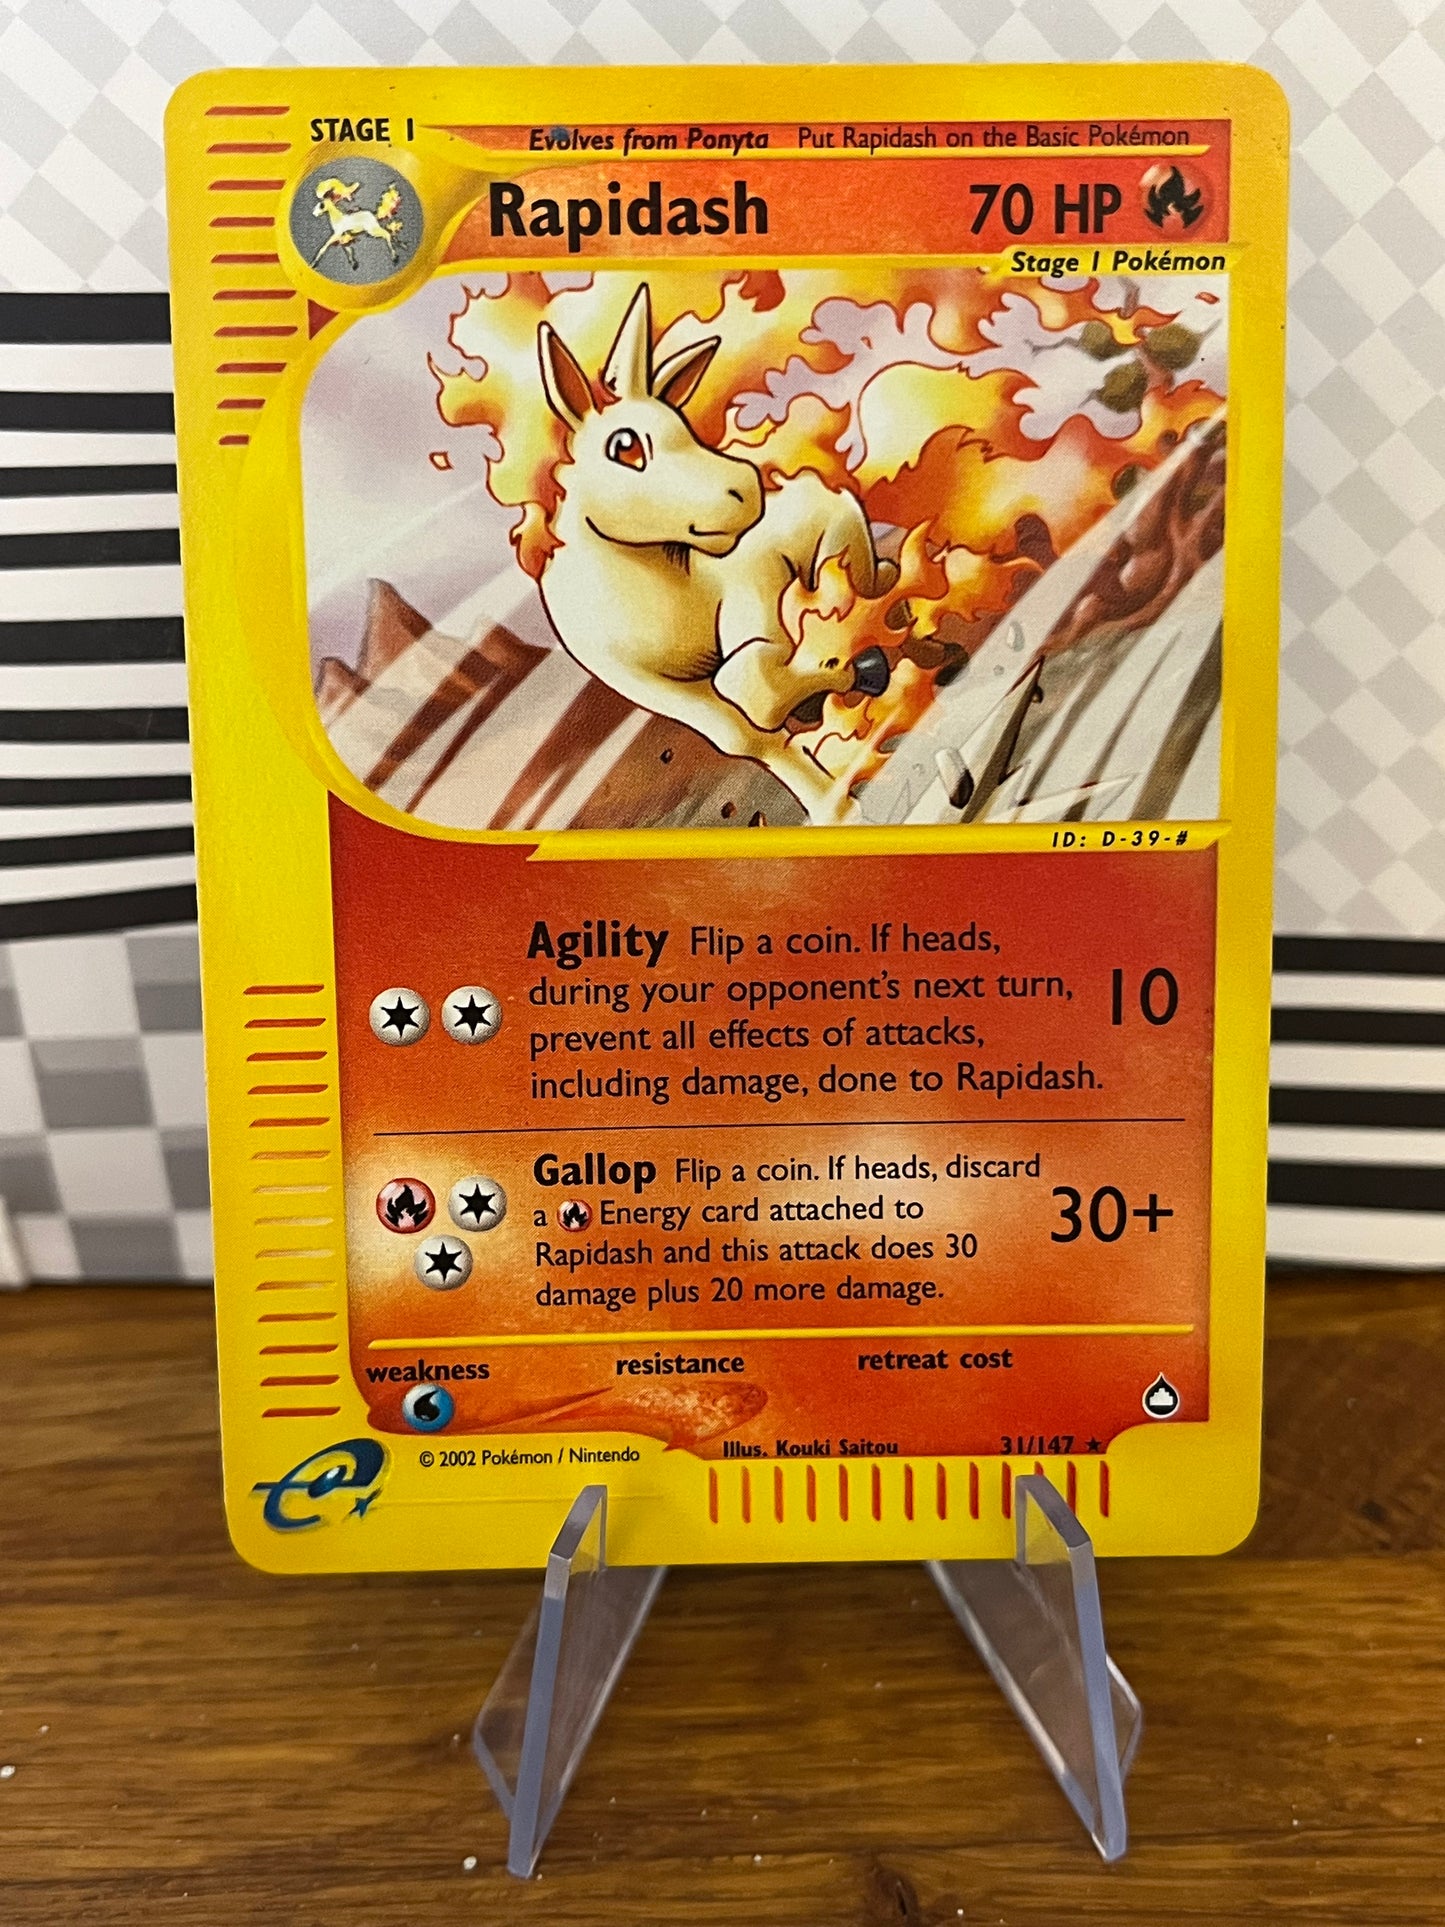 STAGE 1
Evolves from Ponyta Put Rapidash on the Basic Pokémon
Rapidash 70 HP
Stage 1 Pokémon
ID: D-39-#
Agility Flip a coin. If heads,
during your opponent's next turn,
prevent all effects of attacks,
including damage, done to Rapidash.
10
Gallop Flip a coin. If heads, discard
a Energy card attached to
Rapidash and this attack does 30
damage plus 20 more damage.
30+
weakness resistance retreat cost
Illus. Kouki Saitou 31/147 ★
© 2002 Pokémon / Nintendo
e